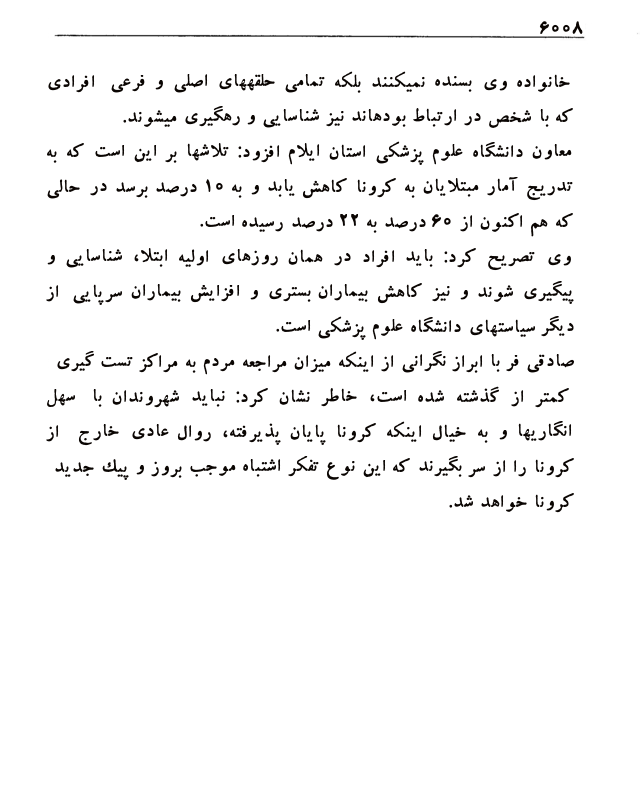 ۶۰۰۸
خانواده وی بسنده نمیکنند بلکه تمامی حلقههای اصلی و فرعی افرادی
که با شخص در ارتباط بودهاند نیز شناسایی و رهگیری میشوند.
معاون دانشگاه علوم پزشکی استان ایلام افزود: تلاشها بر این است که به
تدریج آمار مبتلایان به کرونا کاهش یابد و به ۱۰ درصد برسد در حالی
که هم اکنون از ۶۰ درصد به ۲۲ درصد رسیده است.
وی تصریح کرد: باید افراد در همان روزهای اولیه ابتلا، شناسایی و
پیگیری شوند و نیز کاهش بیماران بستری و افزایش بیماران سرپایی از
دیگر سیاستهای دانشگاه علوم پزشکی است.
صادقی فر با ابراز نگرانی از اینکه میزان مراجعه مردم به مراکز تست گیری
کمتر از گذشته شده است، خاطر نشان کرد: نباید شهروندان با سهل
انگاریها و به خیال اینکه کرونا پایان پذیرفته، روال عادی خارج از
کرونا را از سر بگیرند که این نوع تفکر اشتباه موجب بروز و پیك جدید
کرونا خواهد شد.